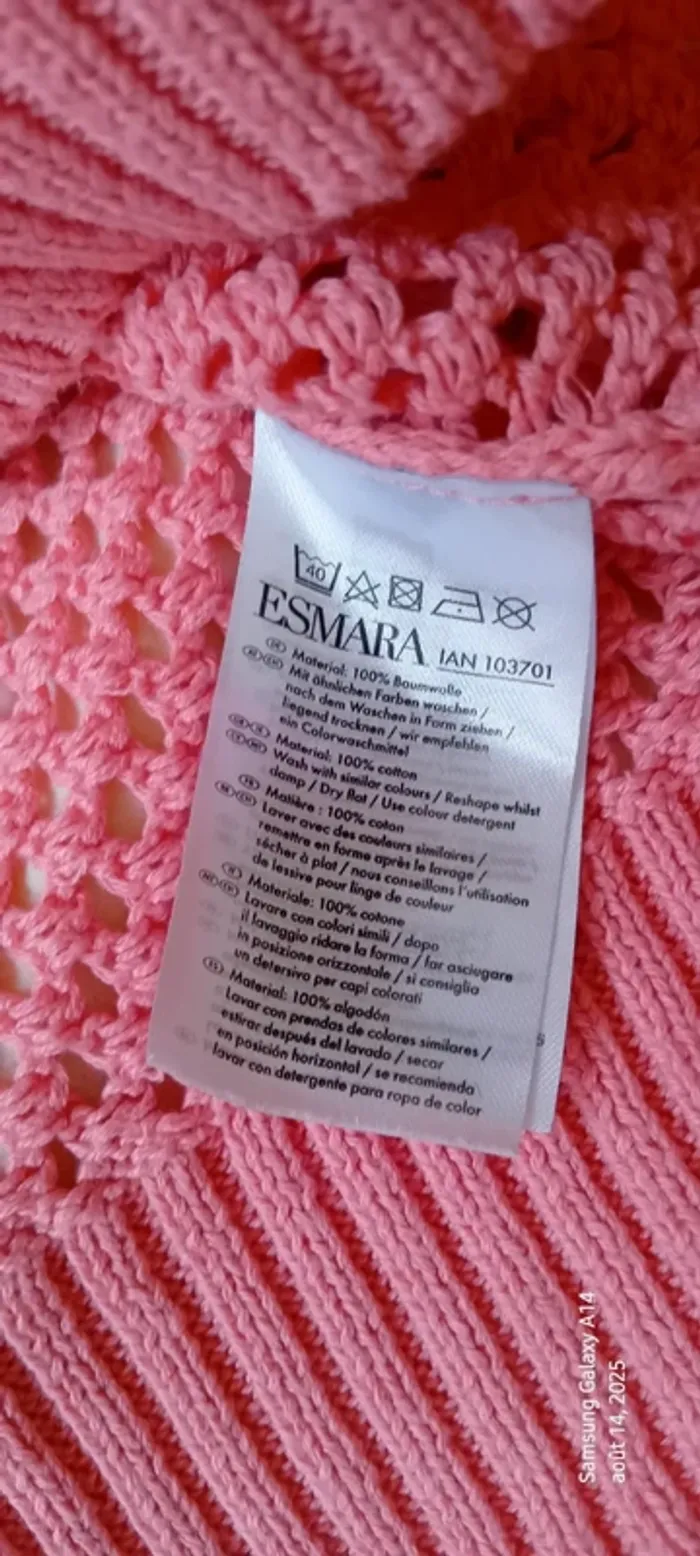 40
ESMARA IAN 103701
DE Material: 100% Baumwolle
AT CH Mit ähnlichen Farben waschen /
nach dem Waschen in Form ziehen /
liegend trocknen / wir empfehlen
ein Colorwaschmittel
Material: 100% cotton
Wash with similar colours / Reshape whilst
damp / Dry flat / Use colour detergent
FR Matière : 100% coton
Laver avec des couleurs similaires /
remettre en forme après le lavage /
sécher à plat / nous conseillons l'utilisation
de lessive pour linge de couleur
IT Materiale: 100% cotone
Lavare con colori simili / dopo
il lavaggio ridare la forma / far asciugare
in posizione orizzontale / si consiglia
un detersivo per capi colorati
ES Material: 100% algodón
Lavar con prendas de colores similares /
estirar después del lavado / secar
en posición horizontal / se recomienda
lavar con detergente para ropa de color
Samsung Galaxy A14
août 14, 2025